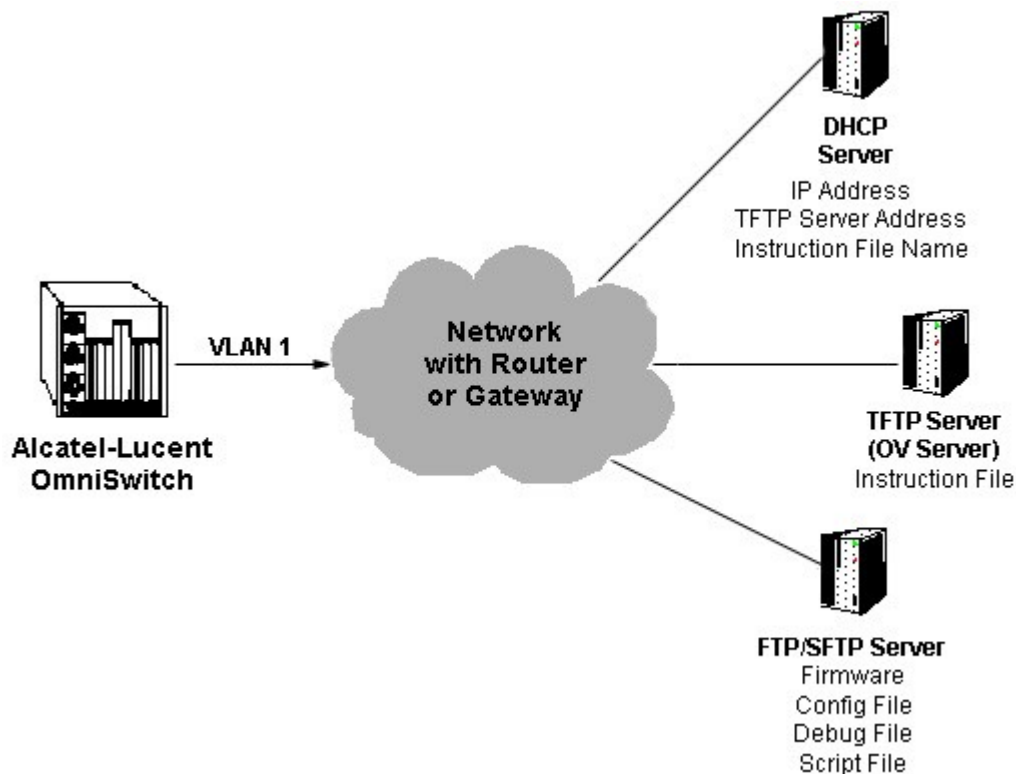 DHCP
Server
IP Address
TFTP Server Address
Instruction File Name
VLAN 1
Network
with Router
or Gateway
Alcatel-Lucent
OmniSwitch
TFTP Server
(OV Server)
Instruction File
FTP/SFTP Server
Firmware
Config File
Debug File
Script File